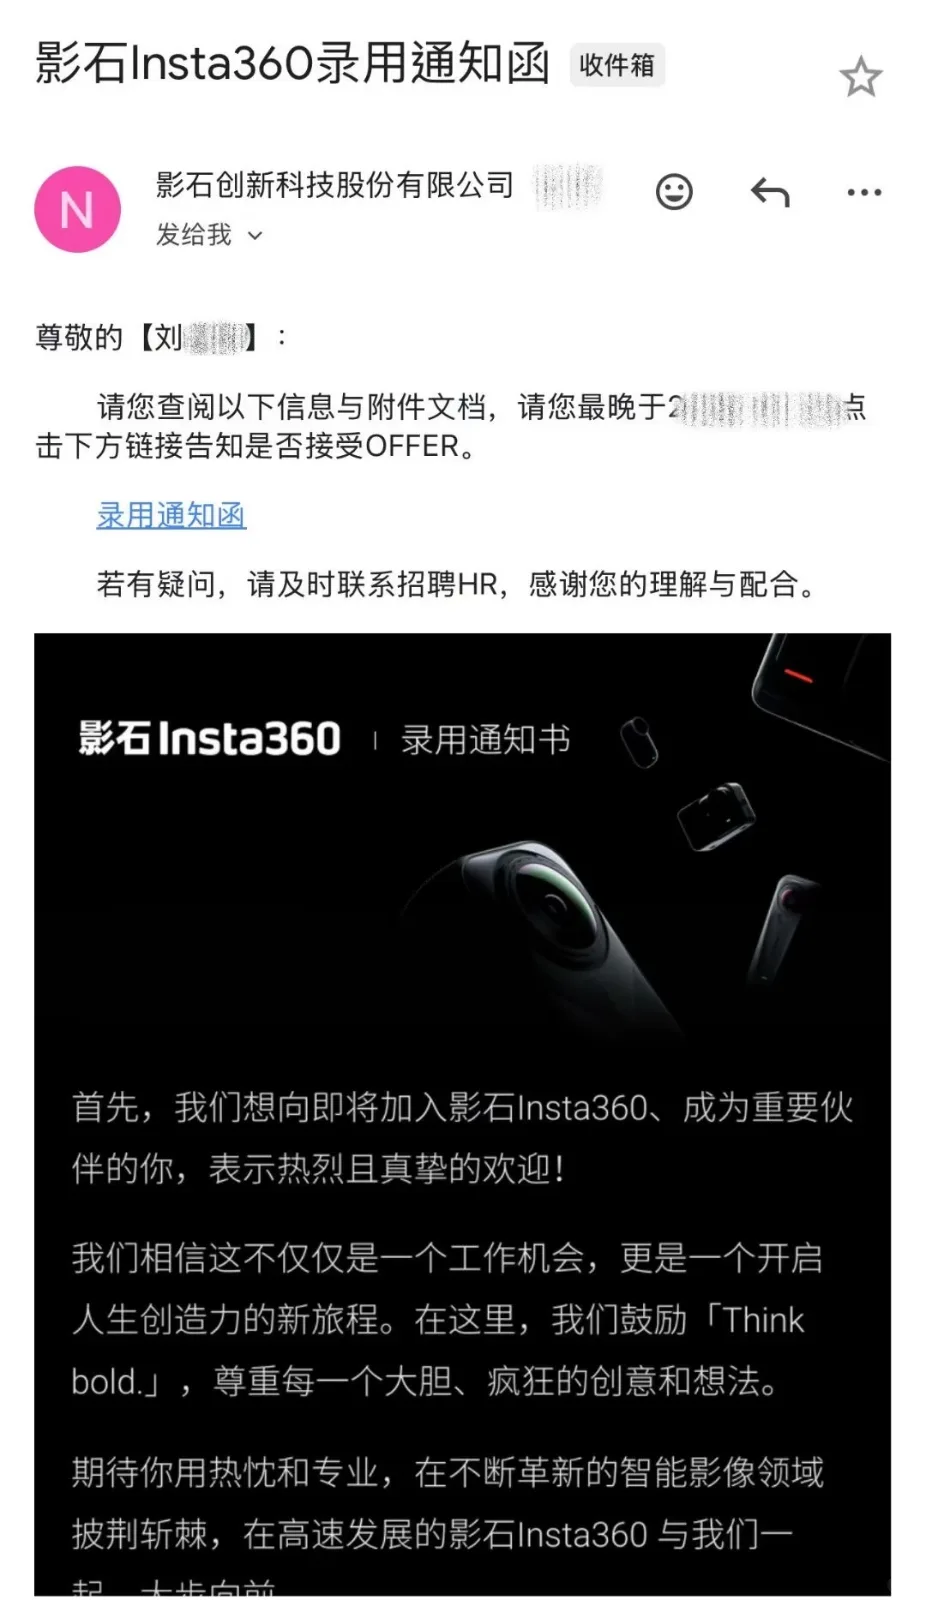 影石Insta360录用通知函 收件箱
N
影石创新科技股份有限公司
发给我
尊敬的【刘】：
请您查阅以下信息与附件文档，请您最晚于2点
击下方链接告知是否接受OFFER。
录用通知函
若有疑问，请及时联系招聘HR，感谢您的理解与配合。
影石Insta360 | 录用通知书
首先，我们想向即将加入影石Insta360、成为重要伙
伴的你，表示热烈且真挚的欢迎！
我们相信这不仅仅是一个工作机会，更是一个开启
人生创造力的新旅程。在这里，我们鼓励「Think
bold.」，尊重每一个大胆、疯狂的创意和想法。
期待你用热忱和专业，在不断革新的智能影像领域
披荆斩棘，在高速发展的影石Insta360 与我们一
起，大步向前